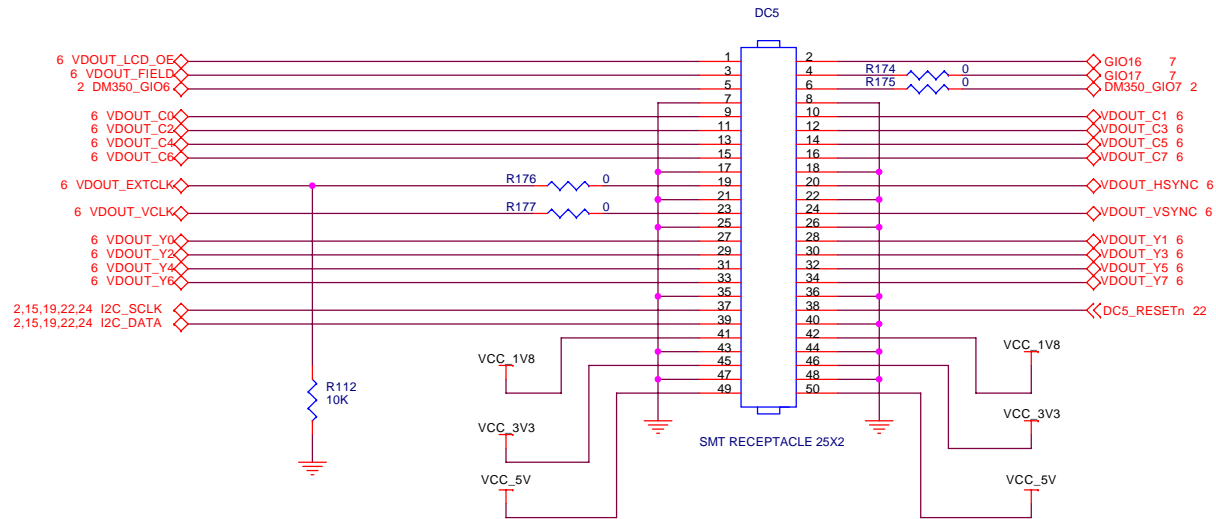 DC5
6 VDOUT_LCD_OE 1 2 GIO16 7
6 VDOUT_FIELD 3 4 R174 0 GIO17 7
2 DM350_GIO6 5 6 R175 0 DM350_GIO7 2
7 8
6 VDOUT_C0 9 10 VDOUT_C1 6
6 VDOUT_C2 11 12 VDOUT_C3 6
6 VDOUT_C4 13 14 VDOUT_C5 6
6 VDOUT_C6 15 16 VDOUT_C7 6
17 18
6 VDOUT_EXTCLK R176 0 19 20 VDOUT_HSYNC 6
21 22
6 VDOUT_VCLK R177 0 23 24 VDOUT_VSYNC 6
25 26
6 VDOUT_Y0 27 28 VDOUT_Y1 6
6 VDOUT_Y2 29 30 VDOUT_Y3 6
6 VDOUT_Y4 31 32 VDOUT_Y5 6
6 VDOUT_Y6 33 34 VDOUT_Y7 6
35 36
2,15,19,22,24 I2C_SCLK 37 38 DC5_RESETn 22
2,15,19,22,24 I2C_DATA 39 40
41 42
VCC_1V8 43 44 VCC_1V8
45 46
47 48
R112 49 50
10K
VCC_3V3 VCC_3V3
SMT RECEPTACLE 25X2
VCC_5V VCC_5V